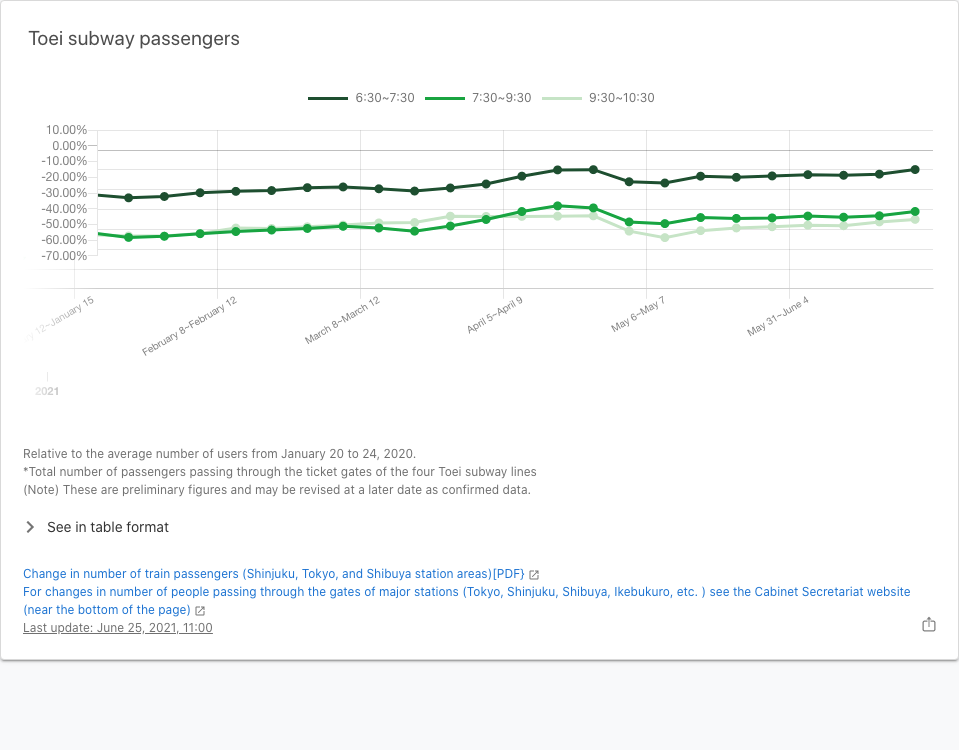 Toei subway passengers
6:30~7:30 7:30~9:30 9:30~10:30
10.00%
0.00%
-10.00%
-20.00%
-30.00%
-40.00%
-50.00%
-60.00%
-70.00%
12~January 15 February 8~February 12 March 8~March 12 April 5~April 9 May 6~May 7 May 31~June 4
2021
Relative to the average number of users from January 20 to 24, 2020.
*Total number of passengers passing through the ticket gates of the four Toei subway lines
(Note) These are preliminary figures and may be revised at a later date as confirmed data.
See in table format
Change in number of train passengers (Shinjuku, Tokyo, and Shibuya station areas)[PDF}
For changes in number of people passing through the gates of major stations (Tokyo, Shinjuku, Shibuya, Ikebukuro, etc. ) see the Cabinet Secretariat website
(near the bottom of the page)
Last update: June 25, 2021, 11:00